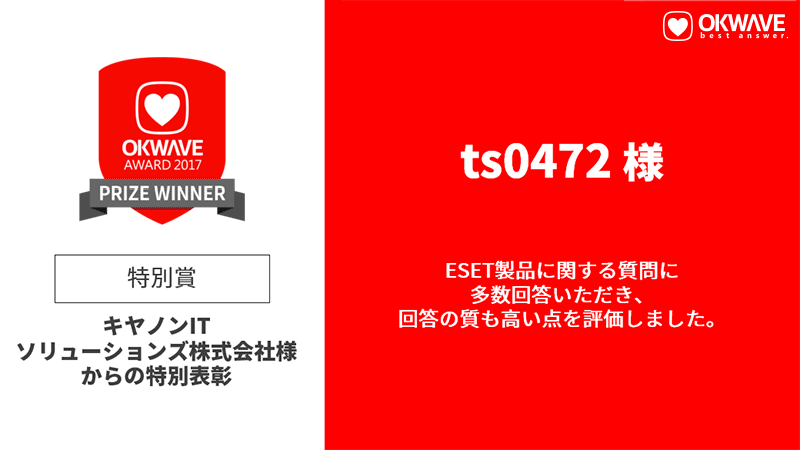 OKWAVE
AWARD 2017
PRIZE WINNER
特別賞
キヤノンIT
ソリューションズ株式会社様
からの特別表彰
OKWAVE
best answer.
ts0472 様
ESET製品に関する質問に
多数回答いただき、
回答の質も高い点を評価しました。